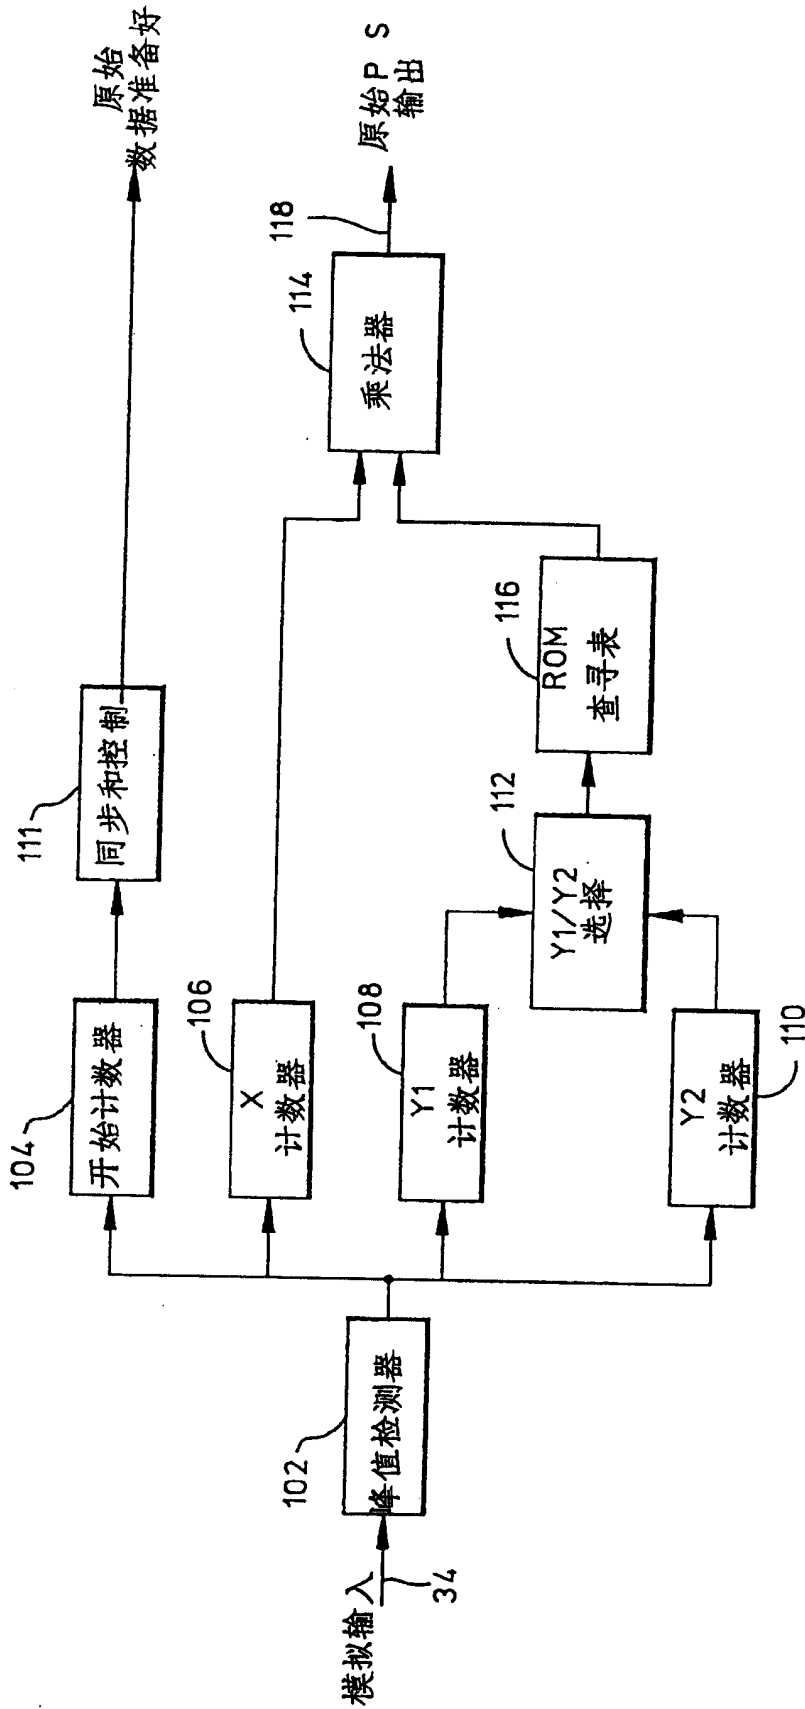 模拟输入
34
102
峰值检测器
104
开始计数器
106
X
计数器
108
Y1
计数器
Y2
计数器
110
111
同步和控制
112
Y1/Y2
选择
116
ROM
查寻表
114
乘法器
118
原始
数据准备好
原始P S
输出